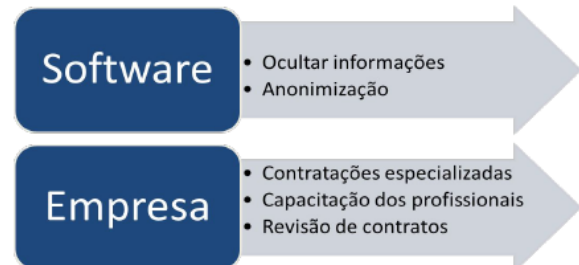 Software
• Ocultar informações
• Anonimização
Empresa
• Contratações especializadas
• Capacitação dos profissionais
• Revisão de contratos